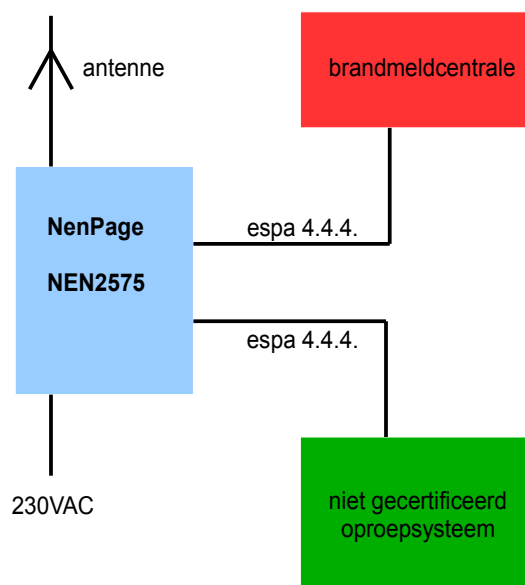 antenne
brandmeldcentrale
NenPage
NEN2575
espa 4.4.4.
espa 4.4.4.
230VAC
niet gecertificeerd
oproepsysteem